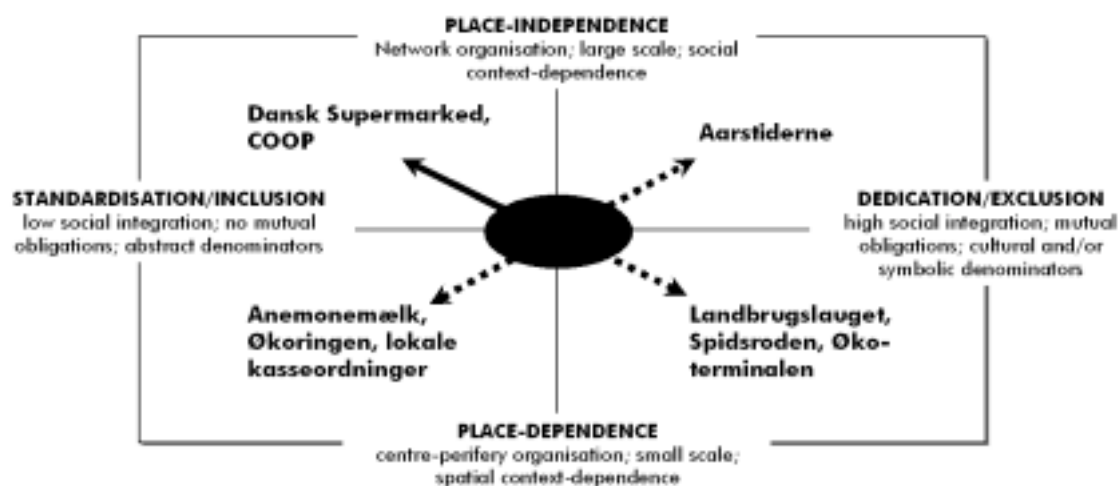 PLACE-INDEPENDENCE
Network organisation; large scale; social
context-dependence
Dansk Supermarked,
COOP
Aarstiderne
STANDARDISATION/INCLUSION
low social integration; no mutual
obligations; abstract denominators
DEDICATION/EXCLUSION
high social integration; mutual
obligations; cultural and/or
symbolic denominators
Anemonemælk,
Økoringen, lokale
kasseordninger
Landbrugslauget,
Spidsroden, Øko-
terminalen
PLACE-DEPENDENCE
centre-perifery organisation; small scale;
spatial context-dependence